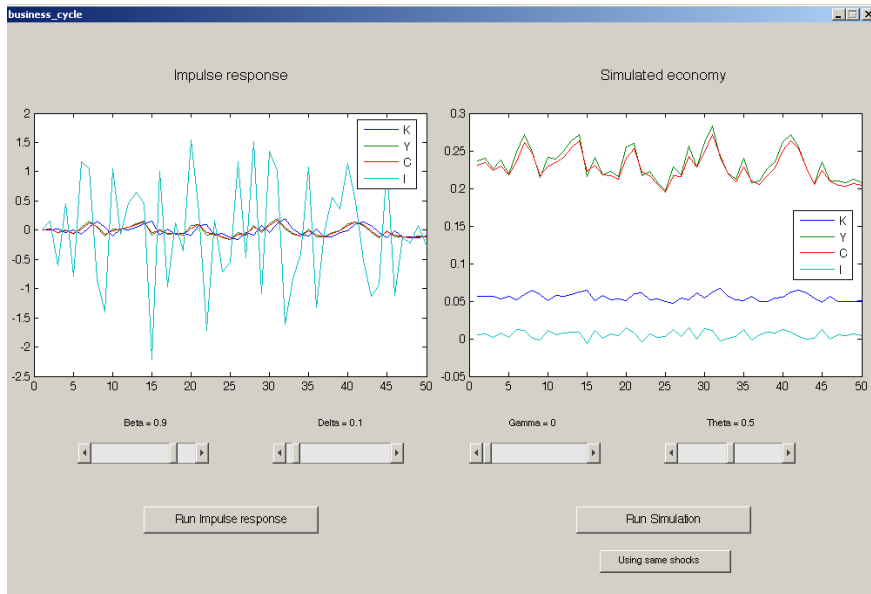 business_cycle
Impulse response
Simulated economy
2
1.5
1
0.5
0
-0.5
-1
-1.5
-2
-2.5
0 5 10 15 20 25 30 35 40 45 50
K
Y
C
I
0.3
0.25
0.2
0.15
0.1
0.05
0
-0.05
0 5 10 15 20 25 30 35 40 45 50
K
Y
C
I
Beta = 0.9
Delta = 0.1
Gamma = 0
Theta = 0.5
Run Impulse response
Run Simulation
Using same shocks